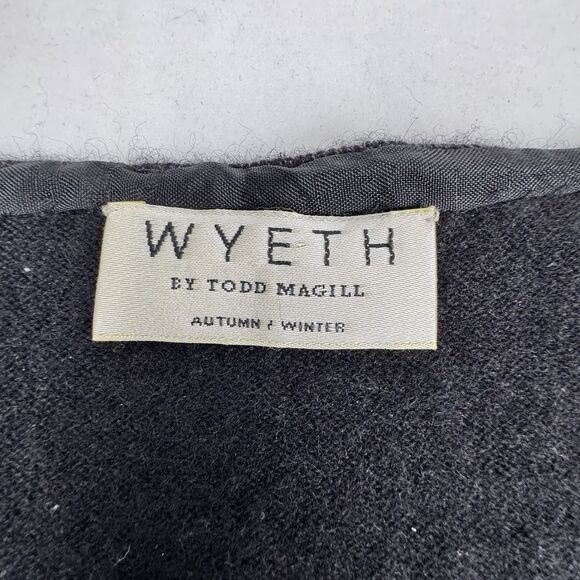 WYETH
BY TODD MAGILL
AUTUMN / WINTER